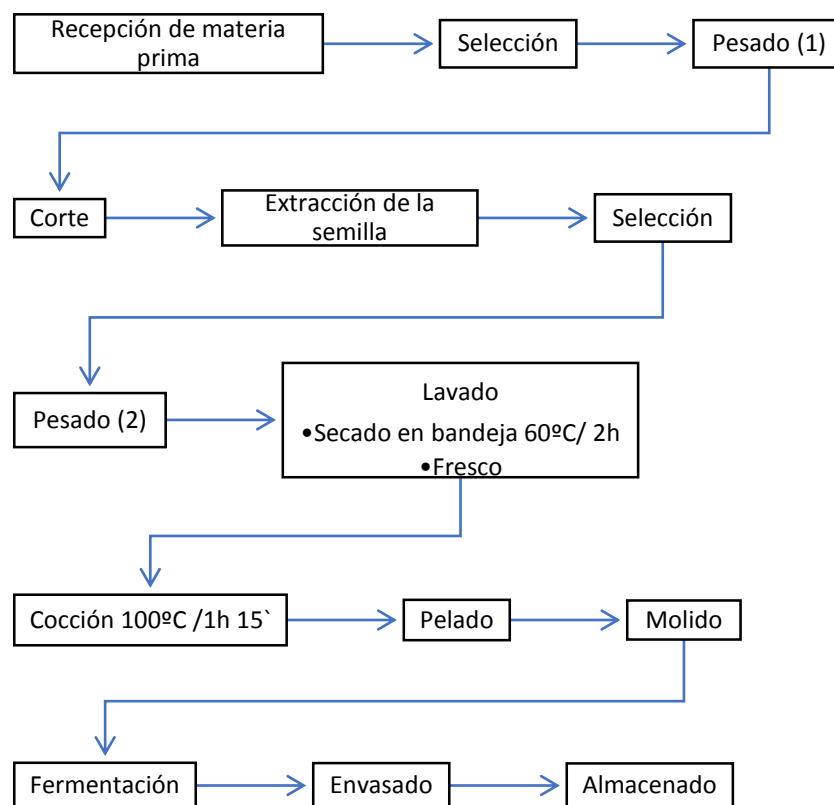 Recepción de materia
prima
Selección
Pesado (1)
Corte
Extracción de la
semilla
Selección
Pesado (2)
Lavado
•Secado en bandeja 60ºC/ 2h
•Fresco
Cocción 100ºC /1h 15`
Pelado
Molido
Fermentación
Envasado
Almacenado